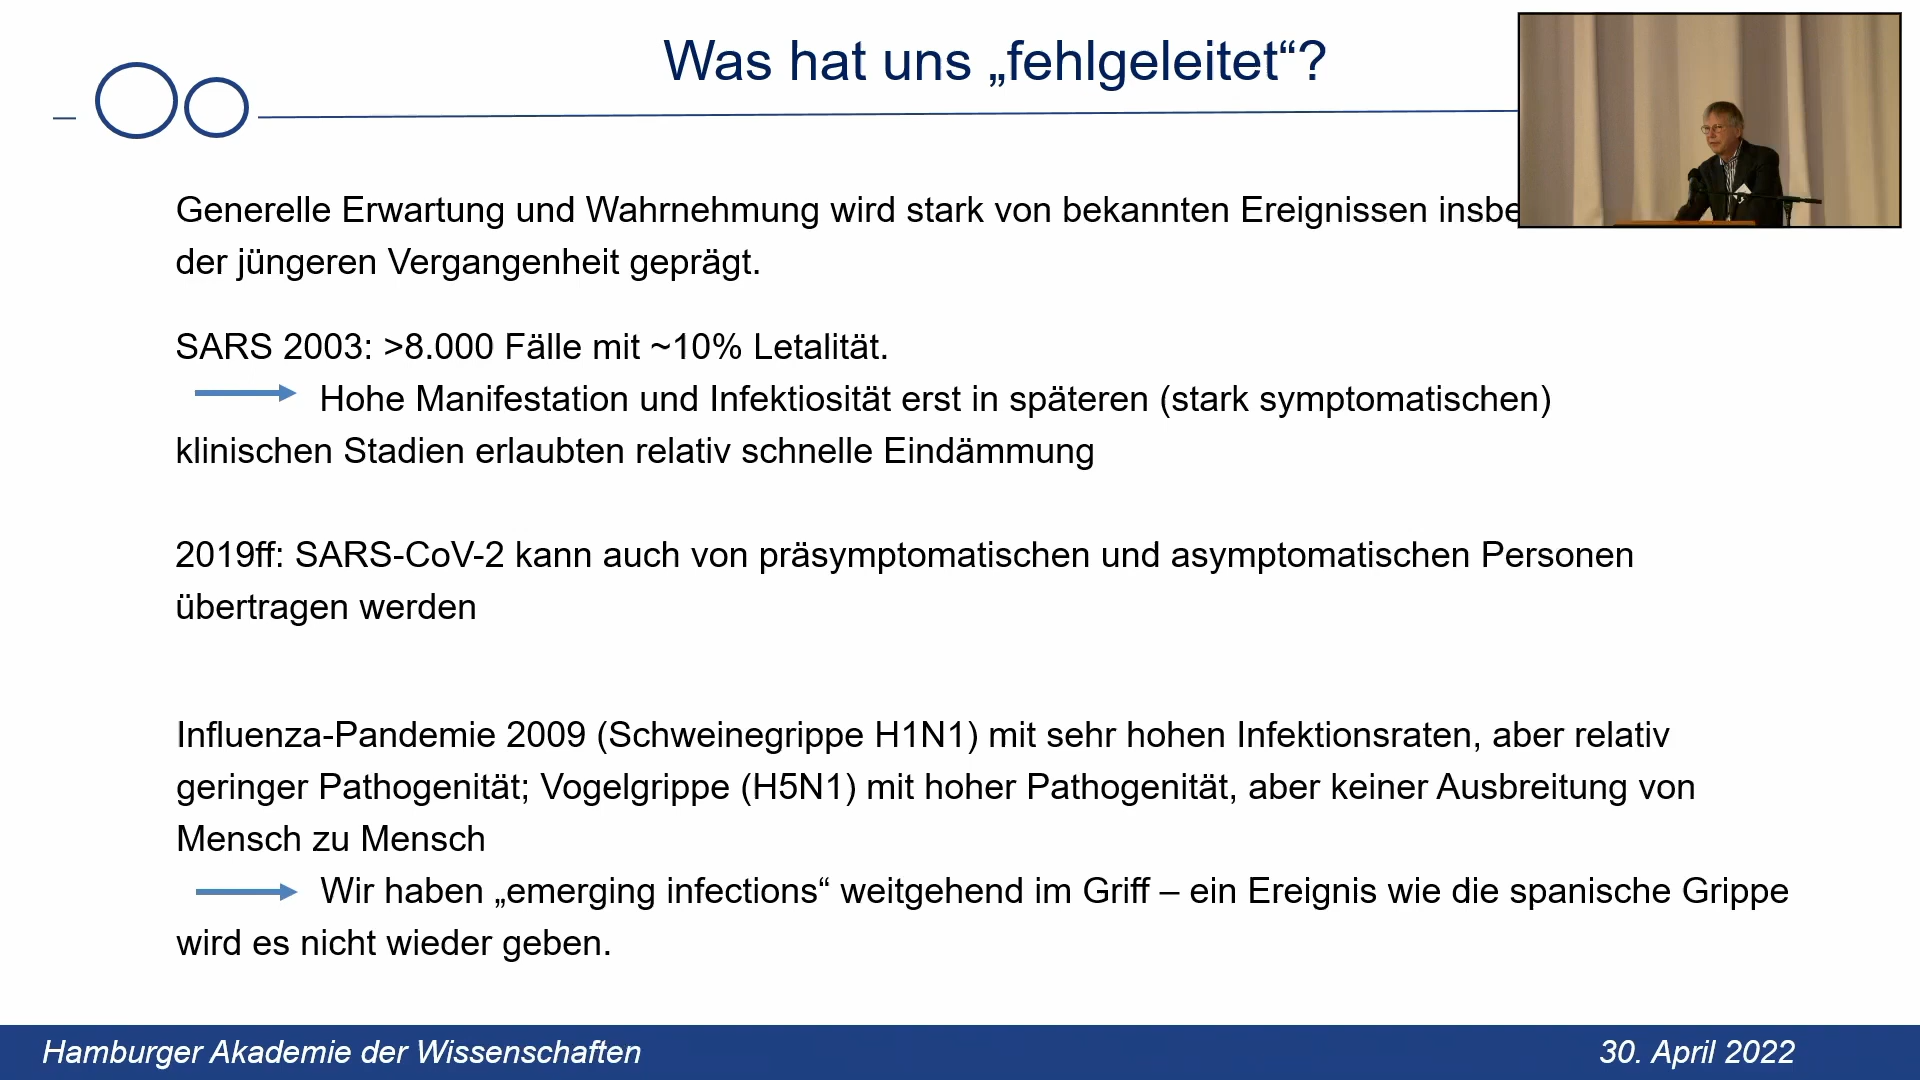 Was hat uns „fehlgeleitet“?
Generelle Erwartung und Wahrnehmung wird stark von bekannten Ereignissen
der jüngeren Vergangenheit geprägt.
SARS 2003: >8.000 Fälle mit ~10% Letalität.
Hohe Manifestation und Infektiosität erst in späteren (stark symptomatischen)
klinischen Stadien erlaubten relativ schnelle Eindämmung
2019ff: SARS-CoV-2 kann auch von präsymptomatischen und asymptomatischen Personen
übertragen werden
Influenza-Pandemie 2009 (Schweinegrippe H1N1) mit sehr hohen Infektionsraten, aber relativ
geringer Pathogenität; Vogelgrippe (H5N1) mit hoher Pathogenität, aber keiner Ausbreitung von
Mensch zu Mensch
Wir haben „emerging infections“ weitgehend im Griff – ein Ereignis wie die spanische Grippe
wird es nicht wieder geben.
Hamburger Akademie der Wissenschaften
30. April 2022